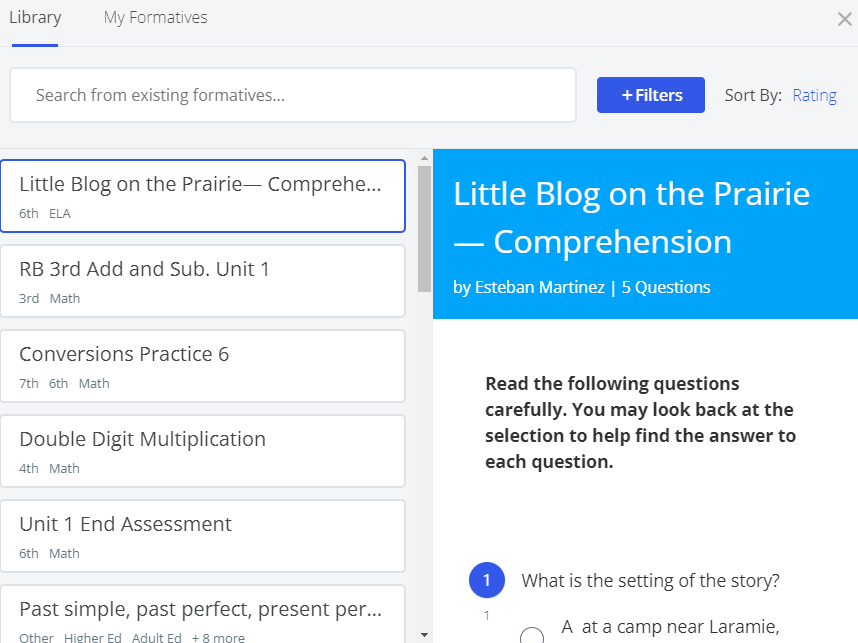 Library My Formatives
Search from existing formatives...
+ Filters Sort By: Rating
Little Blog on the Prairie— Comprehe...
6th ELA
RB 3rd Add and Sub. Unit 1
3rd Math
Conversions Practice 6
7th 6th Math
Double Digit Multiplication
4th Math
Unit 1 End Assessment
6th Math
Past simple, past perfect, present per...
Other Higher Ed Adult Ed + 8 more
Little Blog on the Prairie
— Comprehension
by Esteban Martinez | 5 Questions
Read the following questions
carefully. You may look back at the
selection to help find the answer to
each question.
1 What is the setting of the story?
1
A at a camp near Laramie,